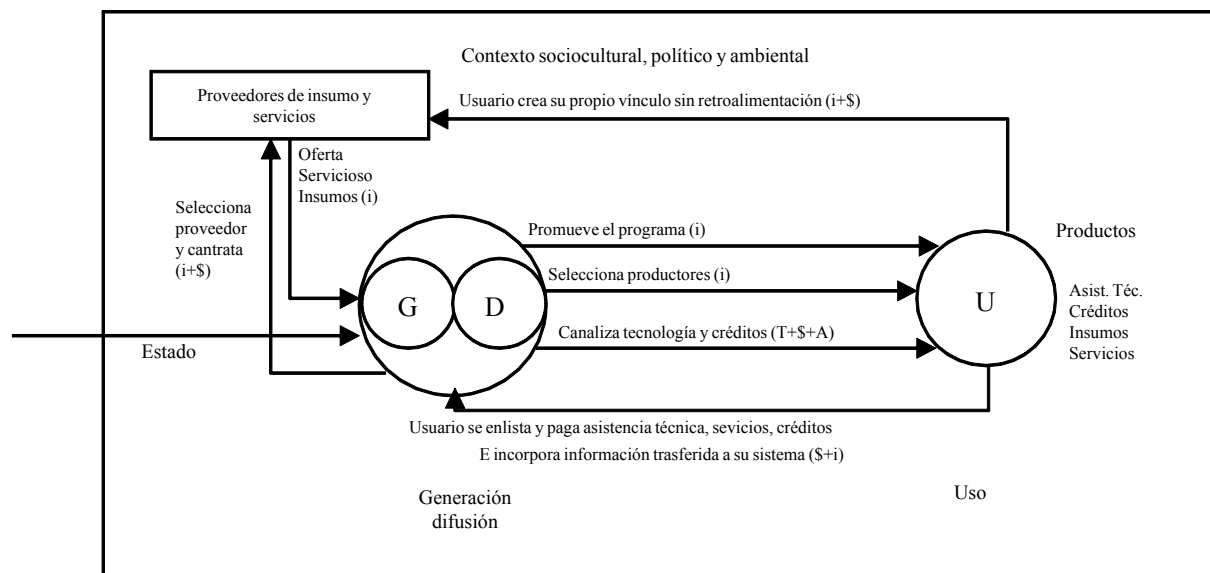 Contexto sociocultural, político y ambiental
Proveedores de insumo y
servicios
Usuario crea su propio vínculo sin retroalimentación (i+$)
Oferta
Servicioso
Insumos (i)
Selecciona
proveedor
y cantrata
(i+$)
Promueve el programa (i)
Selecciona productores (i)
Canaliza tecnología y créditos (T+$+A)
G
D
U
Productos
Asist. Téc.
Créditos
Insumos
Servicios
Estado
Usuario se enlista y paga asistencia técnica, sevicios, créditos
E incorpora información trasferida a su sistema ($+i)
Generación
difusión
Uso